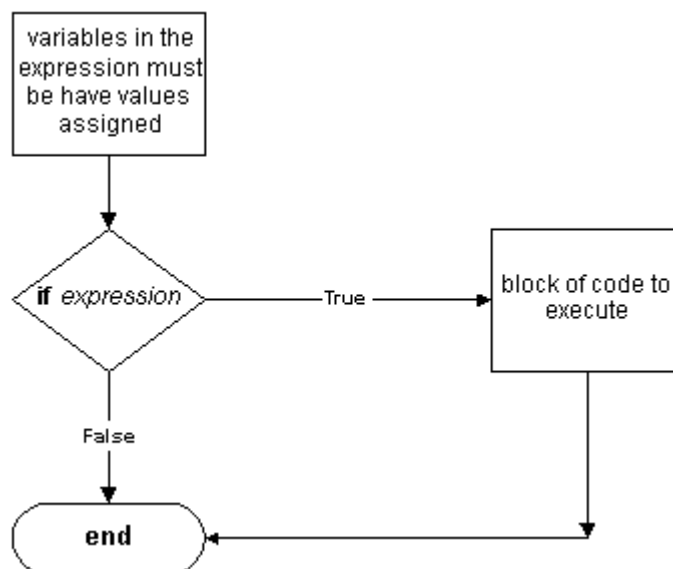 variables in the
expression must
be have values
assigned
if expression
True
block of code to
execute
False
end